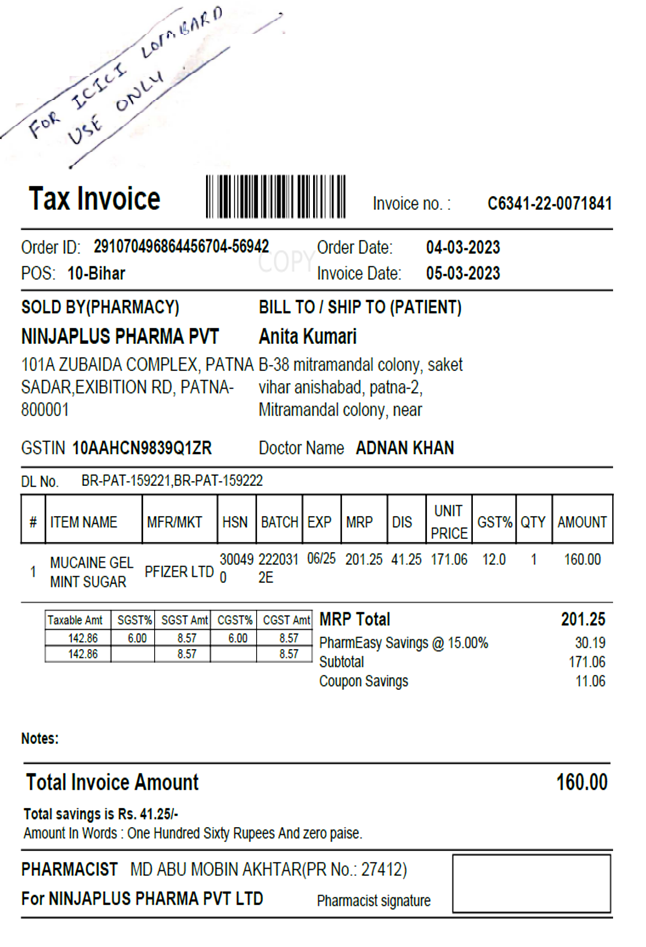 FOR ICICI LOMBARD
USE ONLY
Tax Invoice
Invoice no. : C6341-22-0071841
Order ID: 291070496864456704-56942 Order Date: 04-03-2023
COPY
POS: 10-Bihar Invoice Date: 05-03-2023
SOLD BY(PHARMACY) BILL TO / SHIP TO (PATIENT)
NINJAPLUS PHARMA PVT Anita Kumari
101A ZUBAIDA COMPLEX, PATNA B-38 mitramandal colony, saket
SADAR,EXIBITION RD, PATNA- vihar anishabad, patna-2,
800001 Mitramandal colony, near
GSTIN 10AAHCN9839Q1ZR Doctor Name ADNAN KHAN
DL No. BR-PAT-159221,BR-PAT-159222
# ITEM NAME MFR/MKT HSN BATCH EXP MRP DIS UNIT PRICE GST% QTY AMOUNT
1 MUCAINE GEL MINT SUGAR PFIZER LTD 300490 2220312E 06/25 201.25 41.25 171.06 12.0 1 160.00
Taxable Amt SGST% SGST Amt CGST% CGST Amt
142.86 6.00 8.57 6.00 8.57
142.86 8.57 8.57
MRP Total 201.25
PharmEasy Savings @ 15.00% 30.19
Subtotal 171.06
Coupon Savings 11.06
Notes:
Total Invoice Amount 160.00
Total savings is Rs. 41.25/-
Amount In Words : One Hundred Sixty Rupees And zero paise.
PHARMACIST MD ABU MOBIN AKHTAR(PR No.: 27412)
For NINJAPLUS PHARMA PVT LTD Pharmacist signature